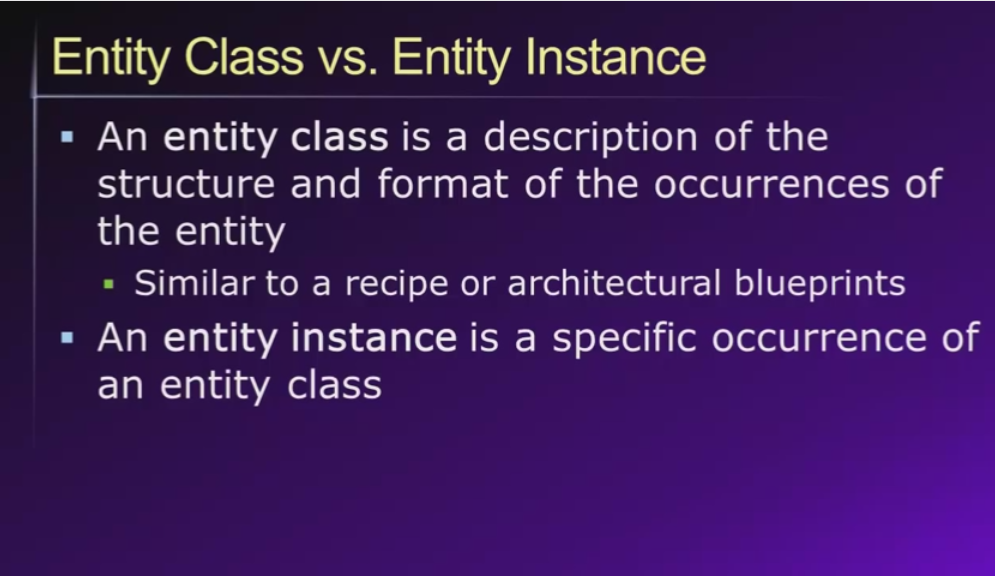 Entity Class vs. Entity Instance
An entity class is a description of the
structure and format of the occurrences of
the entity
Similar to a recipe or architectural blueprints
An entity instance is a specific occurrence of
an entity class